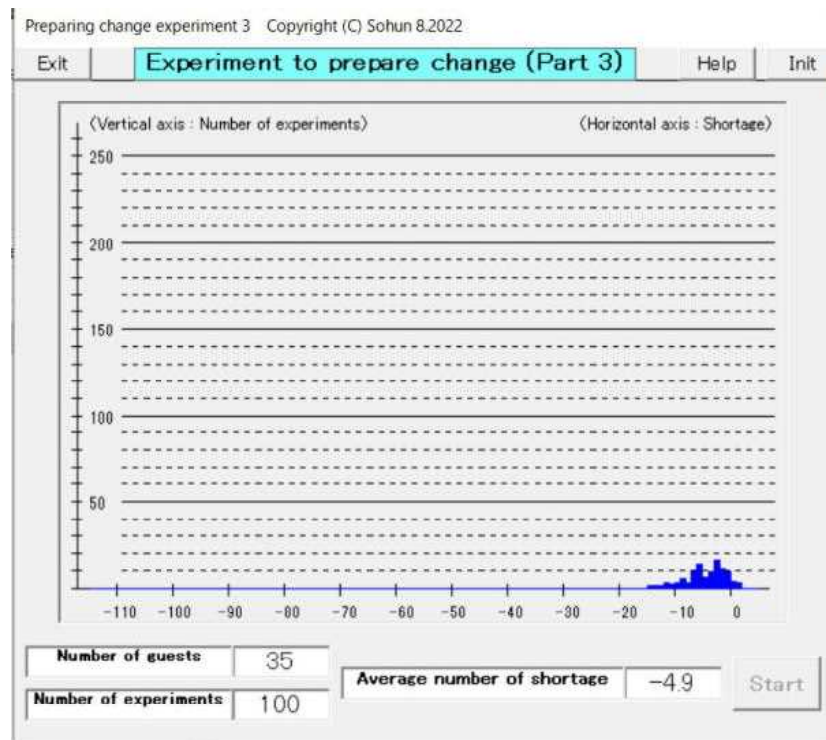 Preparing change experiment 3 Copyright (C) Sohun 8.2022
Exit Experiment to prepare change (Part 3) Help Init
(Vertical axis : Number of experiments) (Horizontal axis : Shortage)
250
200
150
100
50
-110 -100 -90 -80 -70 -60 -50 -40 -30 -20 -10 0
Number of guests 35
Average number of shortage -4.9 Start
Number of experiments 100